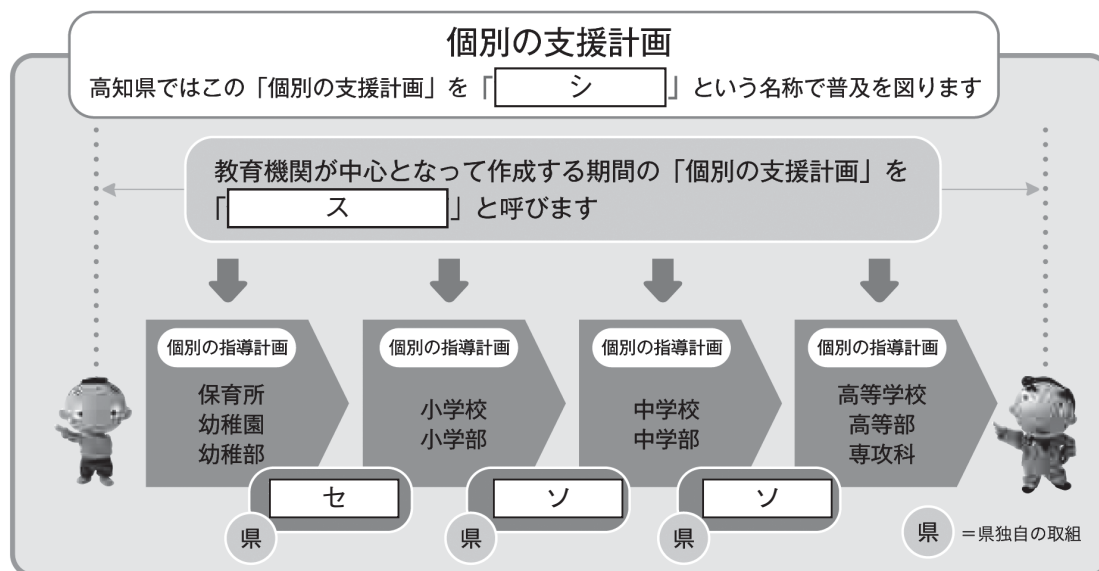 個別の支援計画
高知県ではこの「個別の支援計画」を「シ」という名称で普及を図ります
教育機関が中心となって作成する期間の「個別の支援計画」を
「ス」と呼びます
個別の指導計画
保育所
幼稚園
幼稚部
個別の指導計画
小学校
小学部
個別の指導計画
中学校
中学部
個別の指導計画
高等学校
高等部
専攻科
セ
県
ソ
県
ソ
県
県 ＝県独自の取組